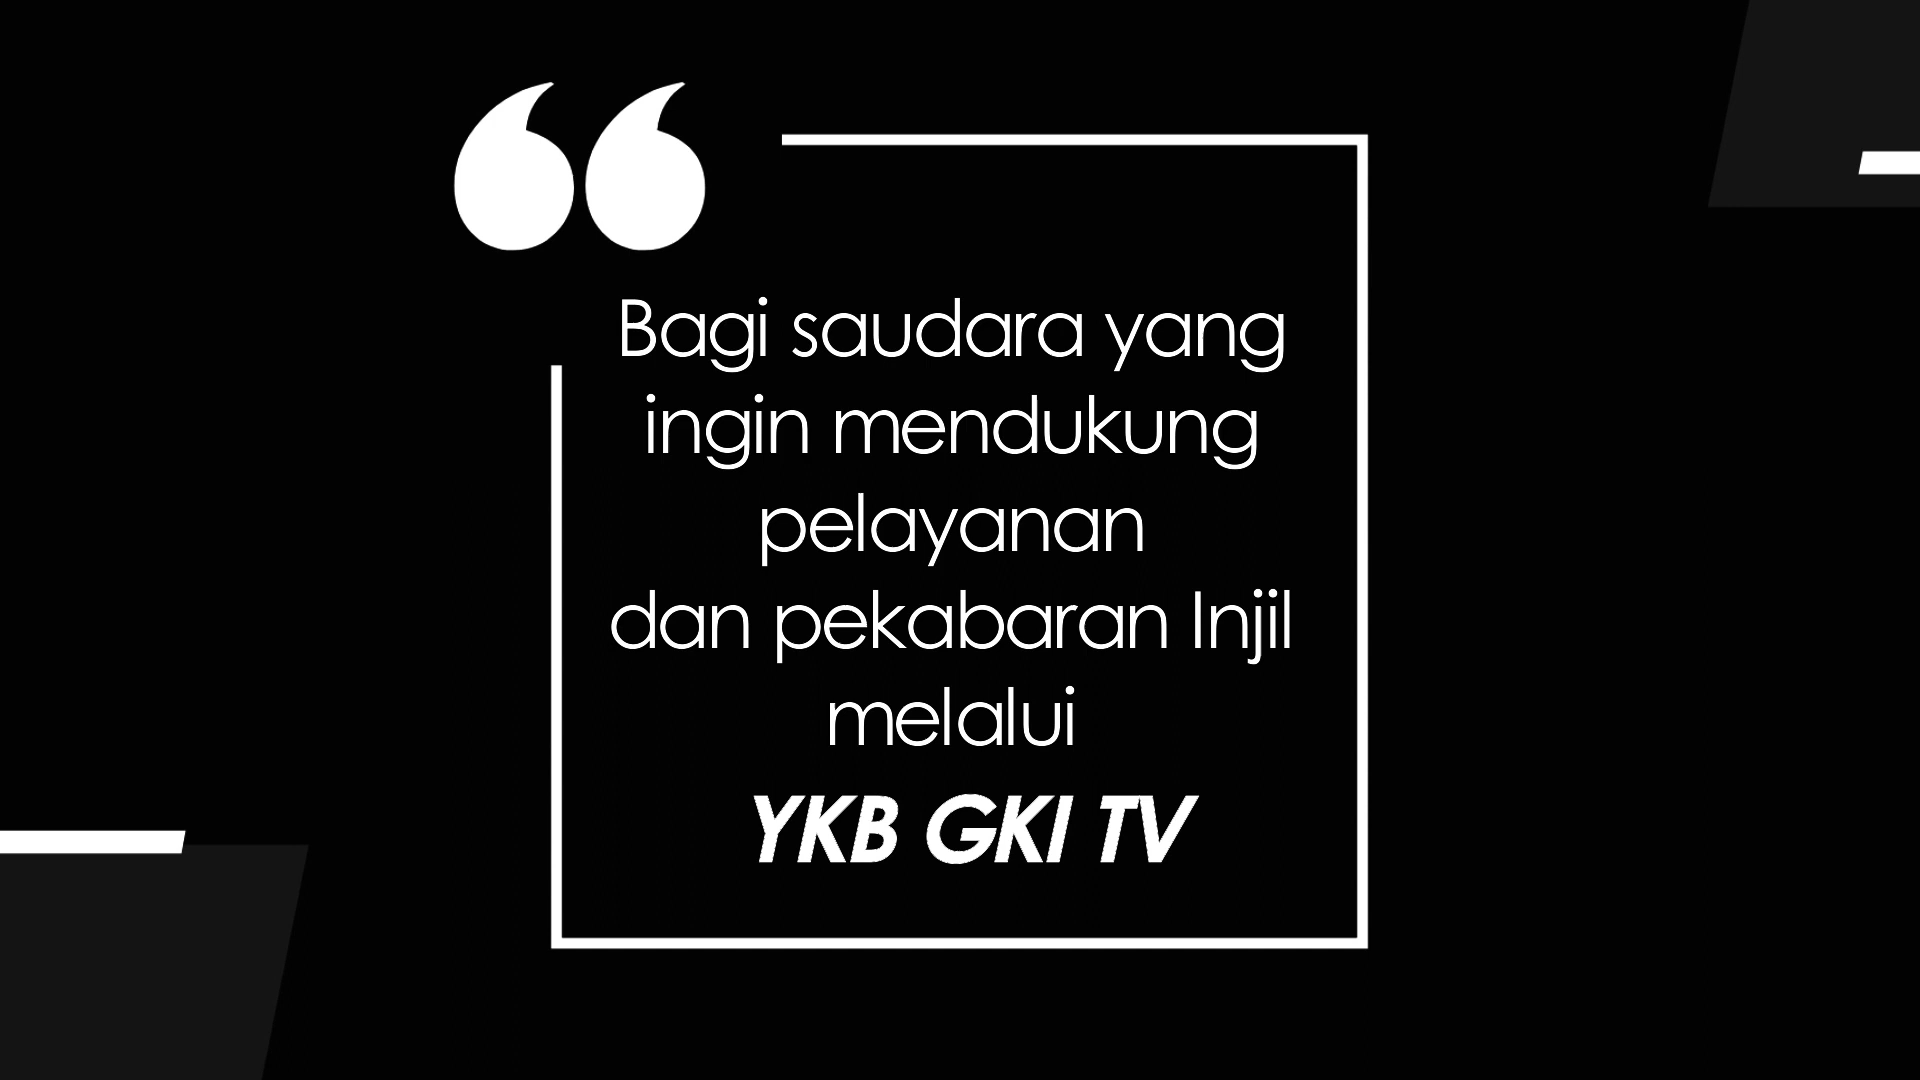 Bagi saudara yang
ingin mendukung
pelayanan
dan pekabaran Injil
melalui
YKB GKI TV